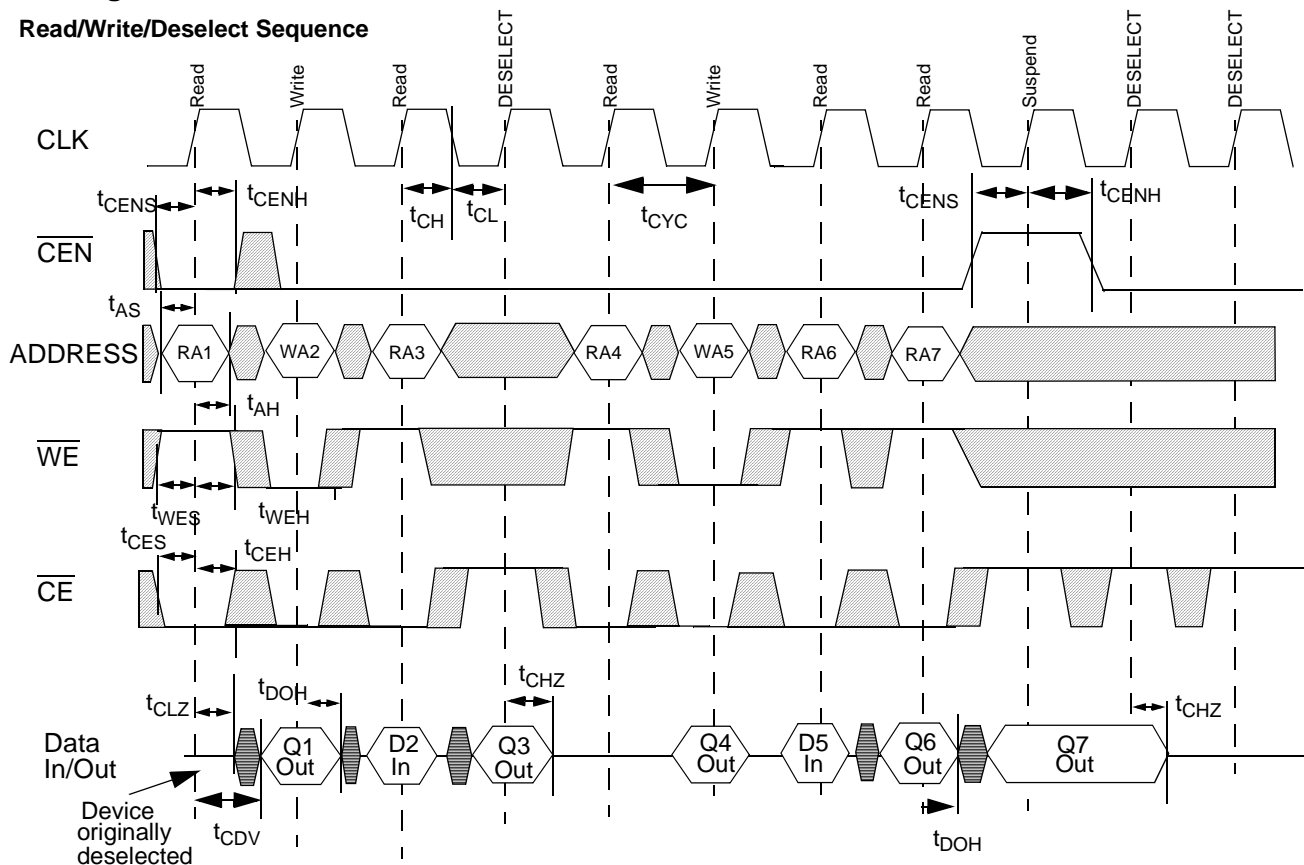 Read/Write/Deselect Sequence
Read
Write
Read
DESELECT
Read
Write
Read
Read
Suspend
DESELECT
DESELECT
CLK
tCENS
tCENH
tCH
tCL
tCYC
tCENS
tCENH
CEN
tAS
ADDRESS
RA1
WA2
RA3
RA4
WA5
RA6
RA7
tAH
WE
tWES
tWEH
tCES
tCEH
CE
tCLZ
tDOH
tCHZ
tCHZ
Data
In/Out
Q1
Out
D2
In
Q3
Out
Q4
Out
D5
In
Q6
Out
Q7
Out
Device
originally
deselected
tCDV
tDOH